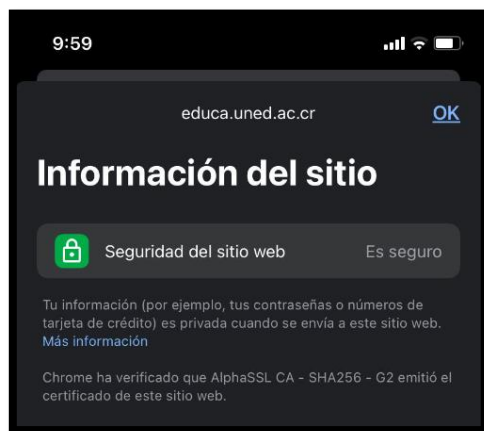 9:59
educa.uned.ac.cr OK
Información del sitio
Seguridad del sitio web Es seguro
Tu información (por ejemplo, tus contraseñas o números de
tarjeta de crédito) es privada cuando se envía a este sitio web.
Más información
Chrome ha verificado que AlphaSSL CA - SHA256 - G2 emitió el
certificado de este sitio web.